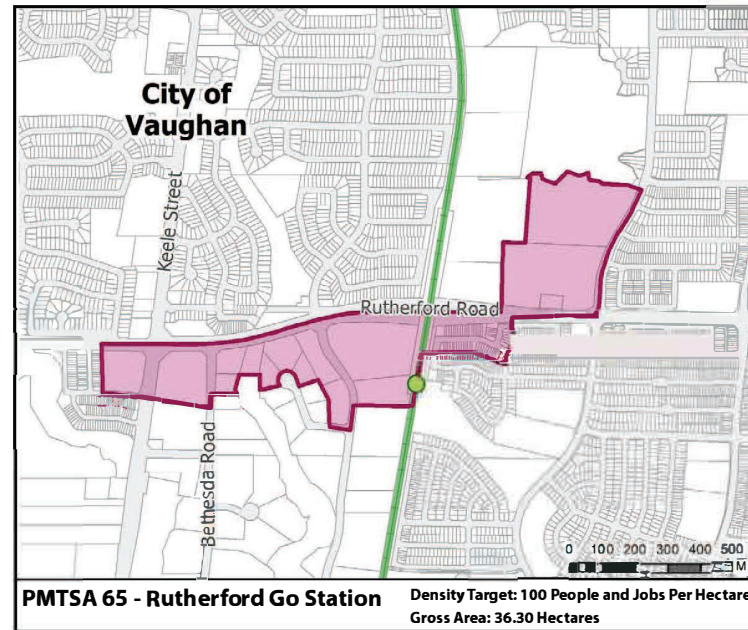 City of
Vaughan
Keele Street
Rutherford Road
Bethesda Road
0 100 200 300 400 500
M
PMTSA 65 - Rutherford Go Station
Density Target: 100 People and Jobs Per Hectare
Gross Area: 36.30 Hectares